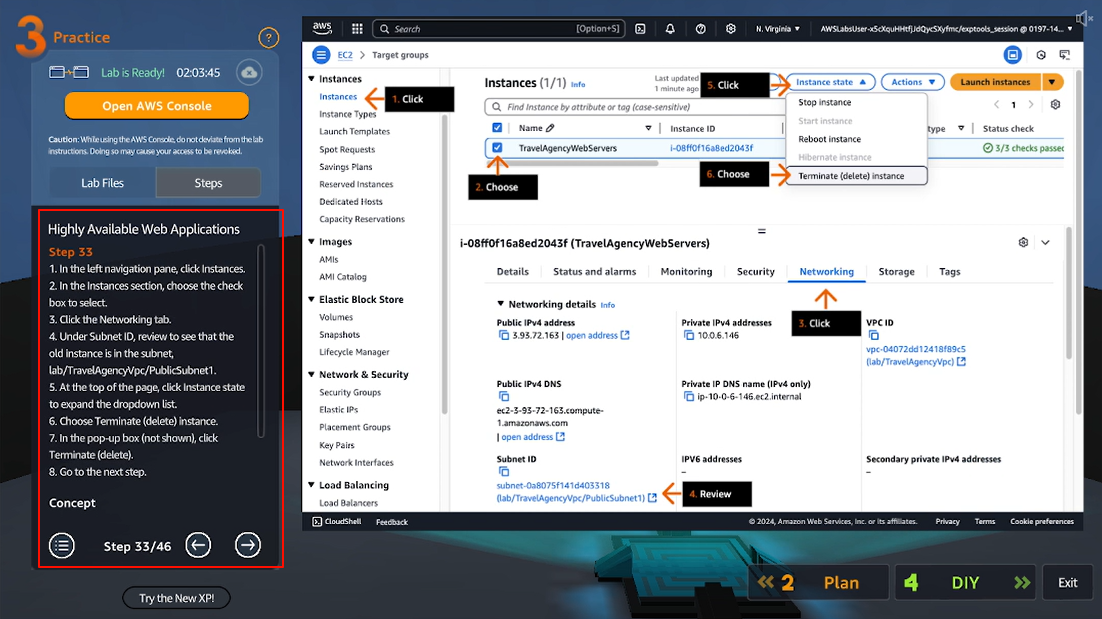 3 Practice
?
Lab is Ready! 02:03:45
Open AWS Console
Caution: While using the AWS Console, do not deviate from the lab
instructions. Doing so may cause your access to be revoked.
Lab Files
Steps
Highly Available Web Applications
Step 33
1. In the left navigation pane, click Instances.
2. In the Instances section, choose the check
box to select.
3. Click the Networking tab.
4. Under Subnet ID, review to see that the
old instance is in the subnet,
lab/TravelAgencyVpc/PublicSubnet1.
5. At the top of the page, click Instance state
to expand the dropdown list.
6. Choose Terminate (delete) instance.
7. In the pop-up box (not shown), click
Terminate (delete).
8. Go to the next step.
Concept
Step 33/46
Try the New XP!
aws
Search
[Option+S]
N. Virginia
EC2 > Target groups
Instances
Instances
Instance Types
Launch Templates
Spot Requests
Savings Plans
Reserved Instances
Dedicated Hosts
Capacity Reservations
Images
AMIs
AMI Catalog
Elastic Block Store
Volumes
Snapshots
Lifecycle Manager
Network & Security
Security Groups
Elastic IPs
Placement Groups
Key Pairs
Network Interfaces
Load Balancing
Load Balancers
1. Click
Instances (1/1) Info
Last updated
1 minute ago
5. Click
Instance state
Actions
Launch instances
Find Instance by attribute or tag (case-sensitive)
1
Name
Instance ID
type
Status check
TravelAgencyWebServers
i-08ff0f16a8ed2043f
3/3 checks passed
Stop instance
Start instance
Reboot instance
Hibernate instance
Terminate (delete) instance
2. Choose
6. Choose
i-08ff0f16a8ed2043f (TravelAgencyWebServers)
Details
Status and alarms
Monitoring
Security
Networking
Storage
Tags
3. Click
Networking details Info
Public IPv4 address
3.93.72.163 | open address
Private IPv4 addresses
10.0.6.146
VPC ID
vpc-04072dd12418f89c5
(lab/TravelAgencyVpc)
Public IPv4 DNS
ec2-3-93-72-163.compute-
1.amazonaws.com
| open address
Private IP DNS name (IPv4 only)
ip-10-0-6-146.ec2.internal
Subnet ID
subnet-0a8075f141d403318
(lab/TravelAgencyVpc/PublicSubnet1)
4. Review
IPV6 addresses
–
Secondary private IPv4 addresses
–
CloudShell
Feedback
© 2024, Amazon Web Services, Inc. or its affiliates.
Privacy
Terms
Cookie preferences
2 Plan
4 DIY
Exit